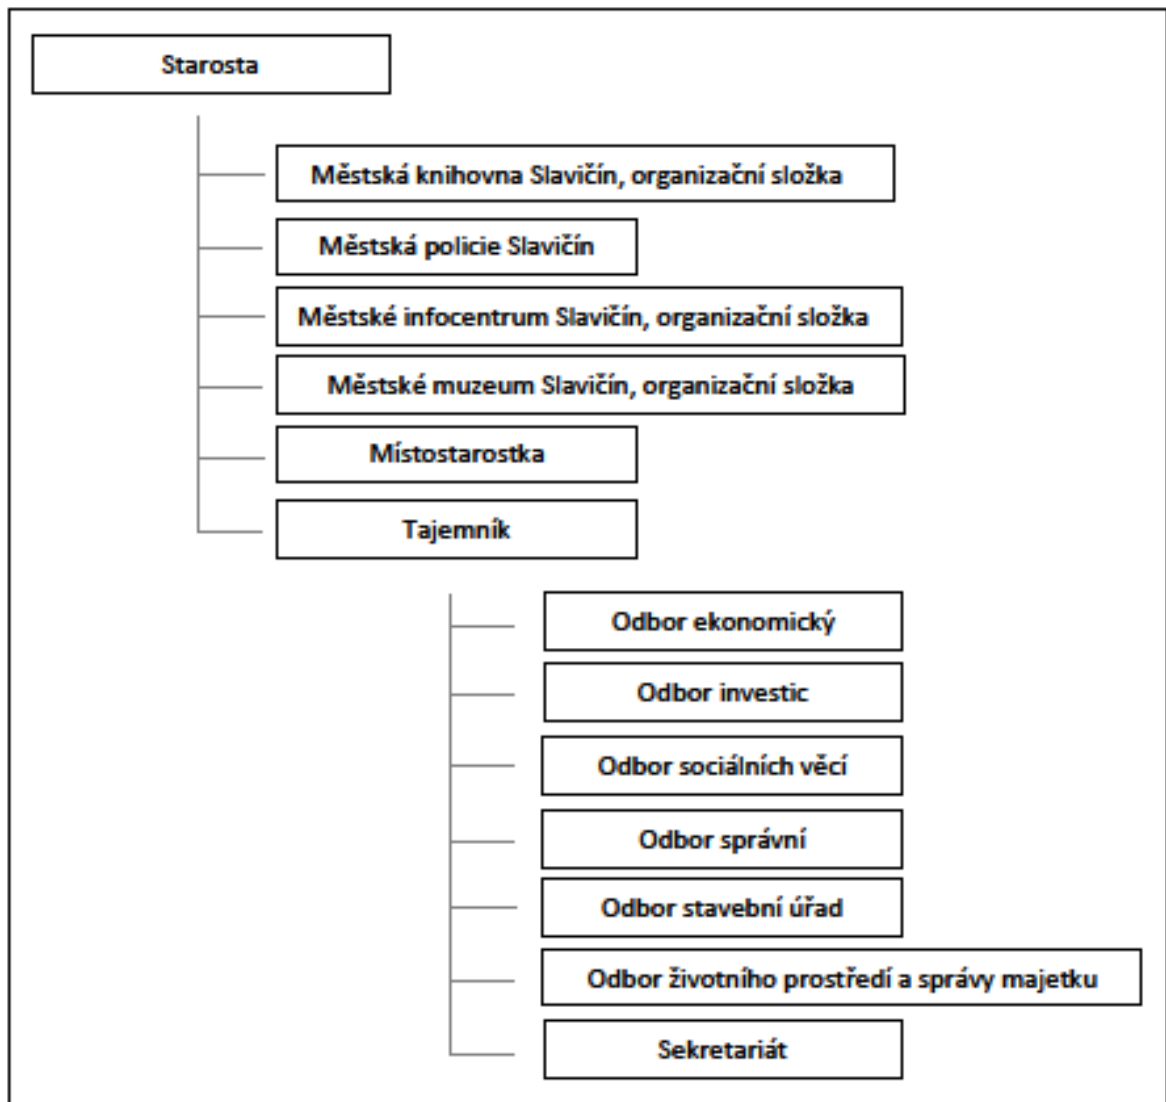 Starosta
Městská knihovna Slavičín, organizační složka
Městská policie Slavičín
Městské infocentrum Slavičín, organizační složka
Městské muzeum Slavičín, organizační složka
Místostarostka
Tajemník
Odbor ekonomický
Odbor investic
Odbor sociálních věcí
Odbor správní
Odbor stavební úřad
Odbor životního prostředí a správy majetku
Sekretariát